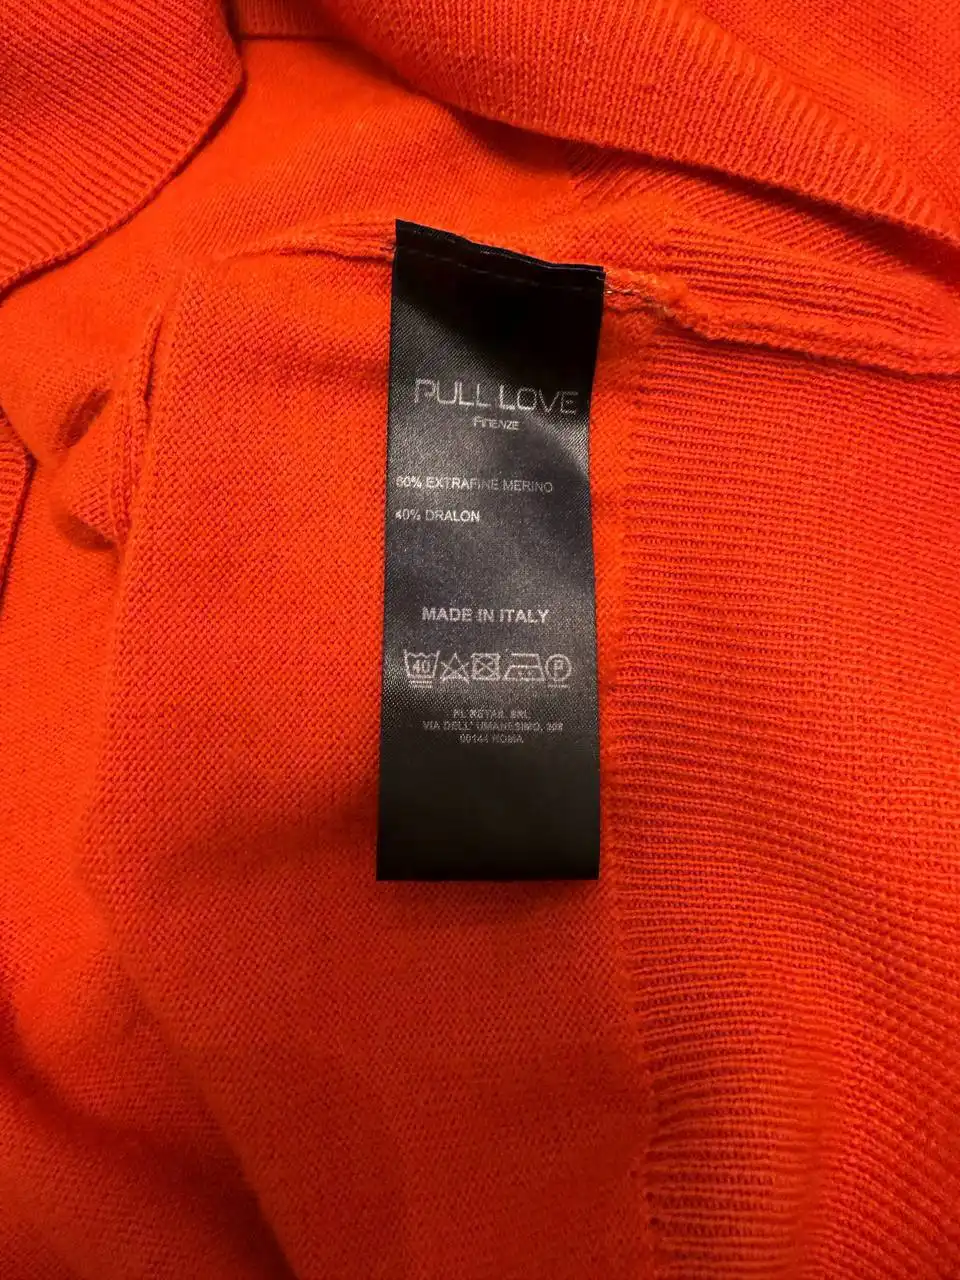 PULL LOVE
FIRENZE
60% EXTRAFINE MERINO
40% DRALON
MADE IN ITALY
40 P
PL RETAIL SRL
VIA DELL' UMANESIMO, 308
00144 ROMA